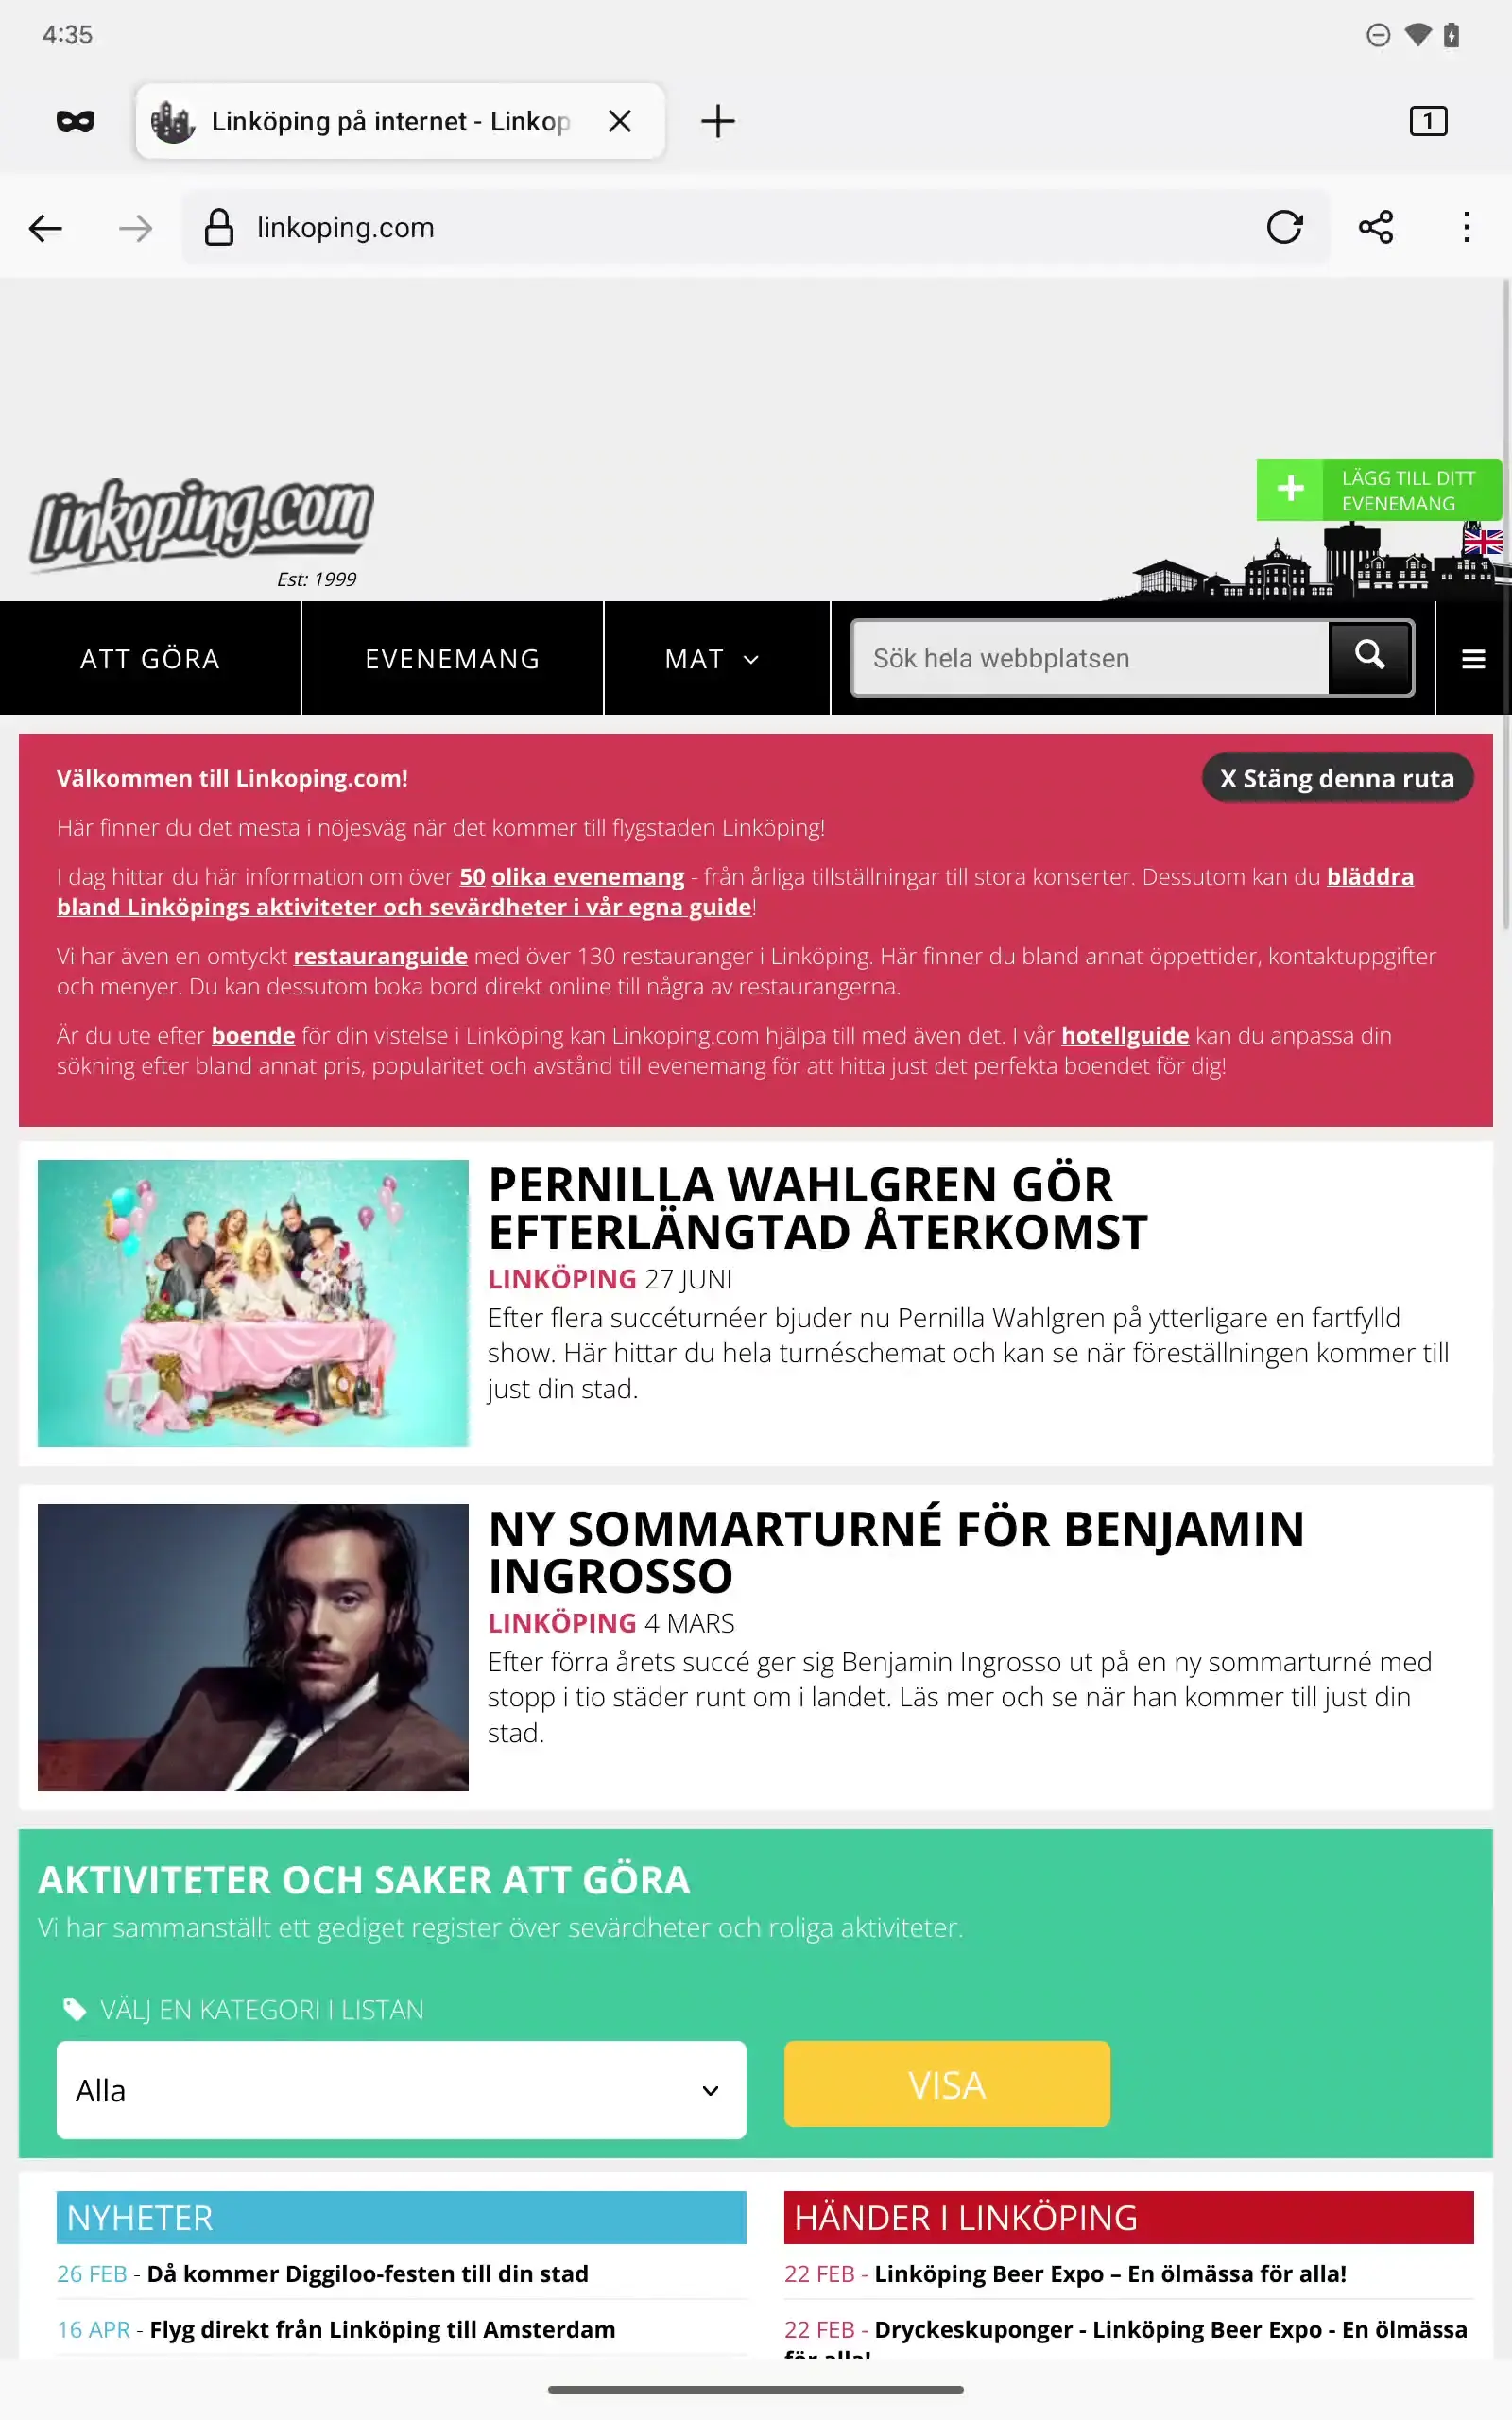 4:35
Linköping på internet - Linkop
1
linkoping.com
LÄGG TILL DITT
EVENEMANG
linkoping.com
Est: 1999
ATT GÖRA
EVENEMANG
MAT
Sök hela webbplatsen
Välkommen till Linkoping.com!
X Stäng denna ruta
Här finner du det mesta i nöjesväg när det kommer till flygstaden Linköping!
I dag hittar du här information om över 50 olika evenemang - från årliga tillställningar till stora konserter. Dessutom kan du bläddra
bland Linköpings aktiviteter och sevärdheter i vår egna guide!
Vi har även en omtyckt restauranguide med över 130 restauranger i Linköping. Här finner du bland annat öppettider, kontaktuppgifter
och menyer. Du kan dessutom boka bord direkt online till några av restaurangerna.
Är du ute efter boende för din vistelse i Linköping kan Linkoping.com hjälpa till med även det. I vår hotellguide kan du anpassa din
sökning efter bland annat pris, popularitet och avstånd till evenemang för att hitta just det perfekta boendet för dig!
PERNILLA WAHLGREN GÖR
EFTERLÄNGTAD ÅTERKOMST
LINKÖPING 27 JUNI
Efter flera succéturnéer bjuder nu Pernilla Wahlgren på ytterligare en fartfylld
show. Här hittar du hela turnéschemat och kan se när föreställningen kommer till
just din stad.
NY SOMMARTURNÉ FÖR BENJAMIN
INGROSSO
LINKÖPING 4 MARS
Efter förra årets succé ger sig Benjamin Ingrosso ut på en ny sommarturné med
stopp i tio städer runt om i landet. Läs mer och se när han kommer till just din
stad.
AKTIVITETER OCH SAKER ATT GÖRA
Vi har sammanställt ett gediget register över sevärdheter och roliga aktiviteter.
VÄLJ EN KATEGORI I LISTAN
Alla
VISA
NYHETER
26 FEB - Då kommer Diggiloo-festen till din stad
16 APR - Flyg direkt från Linköping till Amsterdam
HÄNDER I LINKÖPING
22 FEB - Linköping Beer Expo – En ölmässa för alla!
22 FEB - Dryckeskuponger - Linköping Beer Expo - En ölmässa
för alla!